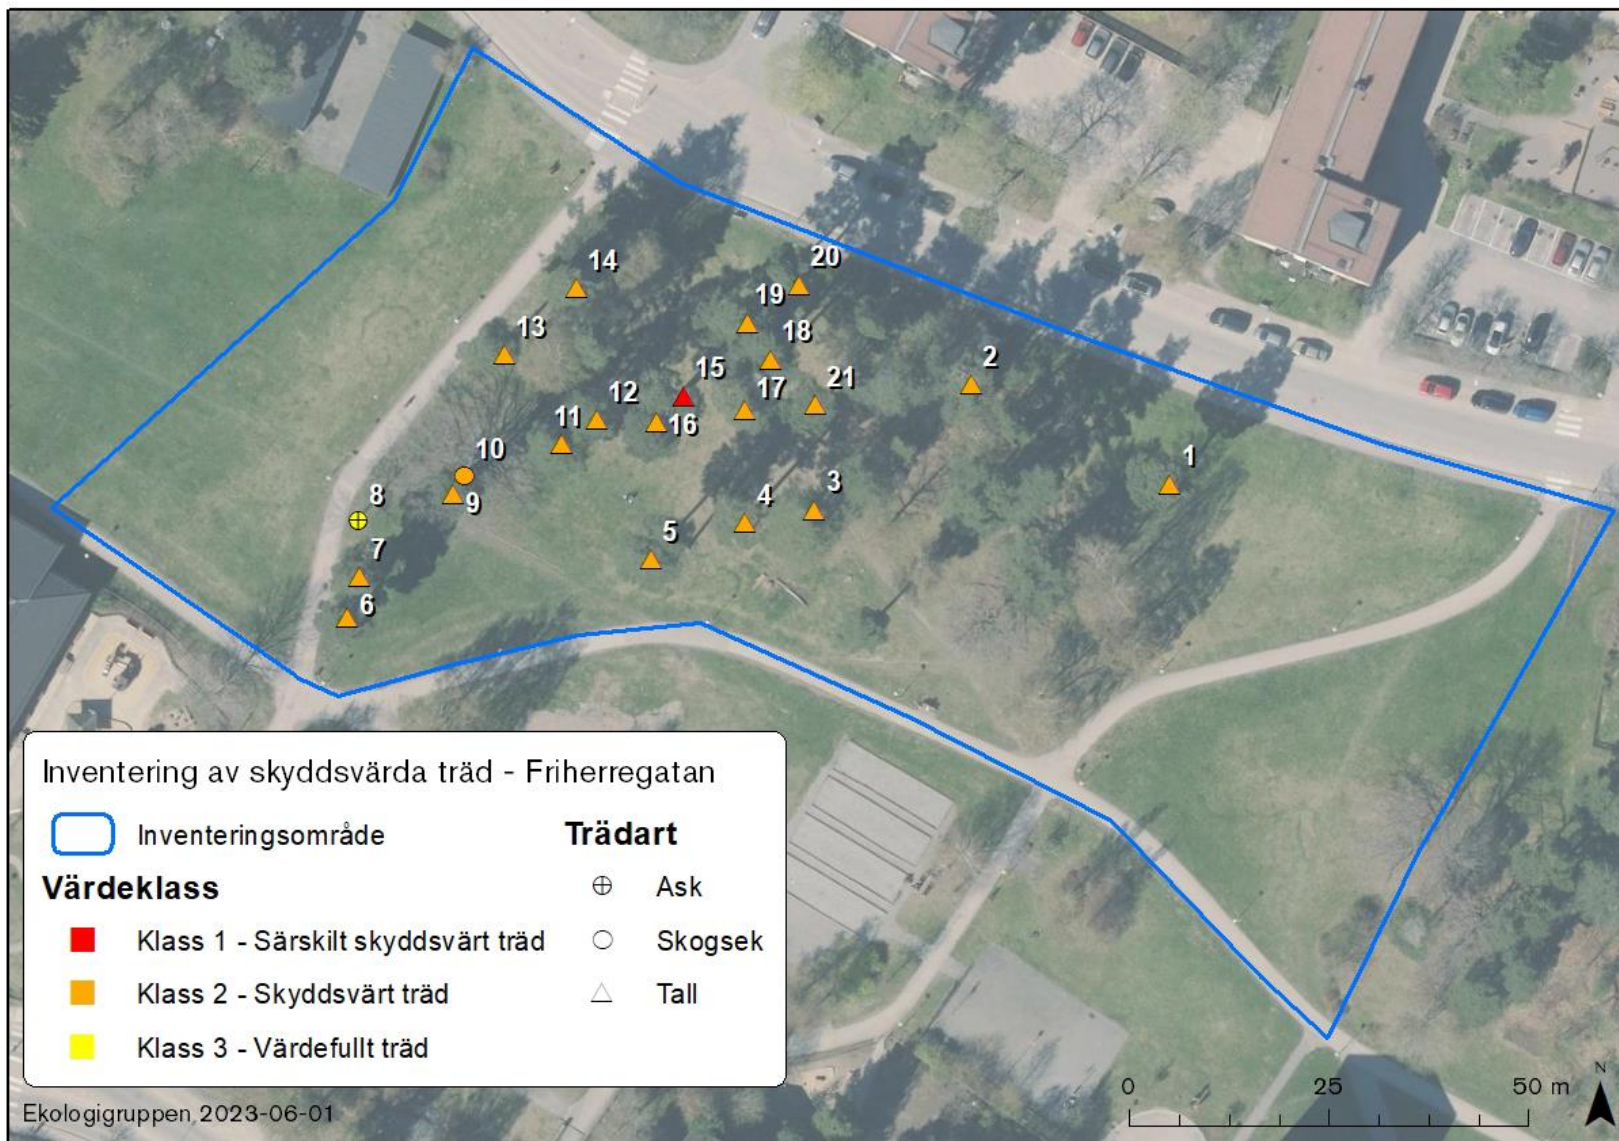 14
20
19
13
18
2
15
12
17
21
11
16
10
1
8
9
4
3
7
5
6
Inventering av skyddsvärda träd - Friherregatan
Inventeringsområde
Värdeklass
Klass 1 - Särskilt skyddsvärt träd
Klass 2 - Skyddsvärt träd
Klass 3 - Värdefullt träd
Trädart
Ask
Skogsek
Tall
Ekologigruppen, 2023-06-01
0 25 50 m
N